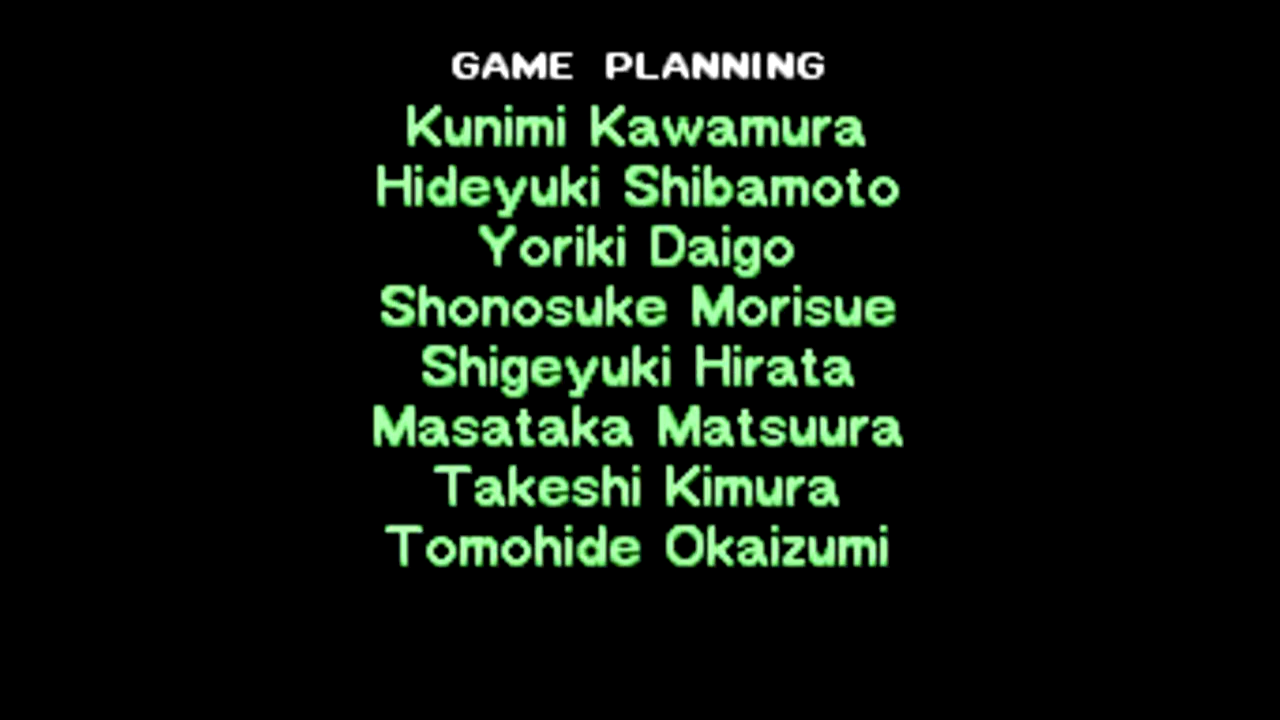 GAME PLANNING
Kunimi Kawamura
Hideyuki Shibamoto
Yoriki Daigo
Shonosuke Morisue
Shigeyuki Hirata
Masataka Matsuura
Takeshi Kimura
Tomohide Okaizumi